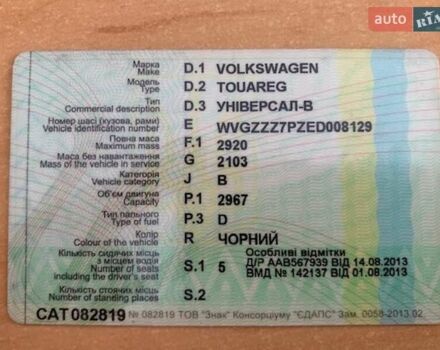 auto RIA
Марка
Make D.1 VOLKSWAGEN
Модель
Type D.2 TOUAREG
Тип
Commercial description D.3 УНІВЕРСАЛ-В
Номер шасі (кузова, рами)
Vehicle identification number E WVGZZZ7PZED008129
Повна маса
Maximum mass F.1 2920
Маса без навантаження
Mass of the vehicle in service G 2103
Категорія
Vehicle category J B
Об'єм двигуна
Capacity P.1 2967
Тип пального
Type of fuel P.3 D
Колір
Colour of the vehicle R ЧОРНИЙ
Кількість сидячих місць
з місцем водія
Number of seats
including the driver's seat S.1 5
Особливі відмітки
Д/Р ААВ567939 ВІД 14.08.2013
ВМД № 142137 ВІД 01.08.2013
Кількість стоячих місць
Number of standing places S.2
САТ 082819 № 082819 ТОВ "Знак" Консорціуму "ЄДАПС" Зам. 0058-2013.02